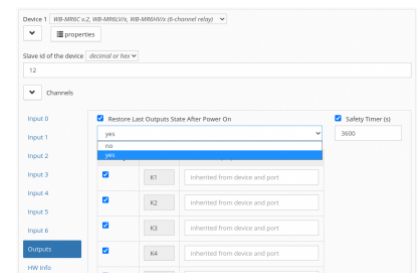 Device 1 WB-MR6C v.2, WB-MR6LV/x, WB-MR6HV/x (6-channel relay)
properties
Slave id of the device decimal or hex
12
Channels
Input 0
Input 1
Input 2
Input 3
Input 4
Input 5
Input 6
Outputs
HW Info
Restore Last Outputs State After Power On
yes
no
yes
Safety Timer (s)
3600
K1 Inherited from device and port
K2 Inherited from device and port
K3 Inherited from device and port
K4 Inherited from device and port